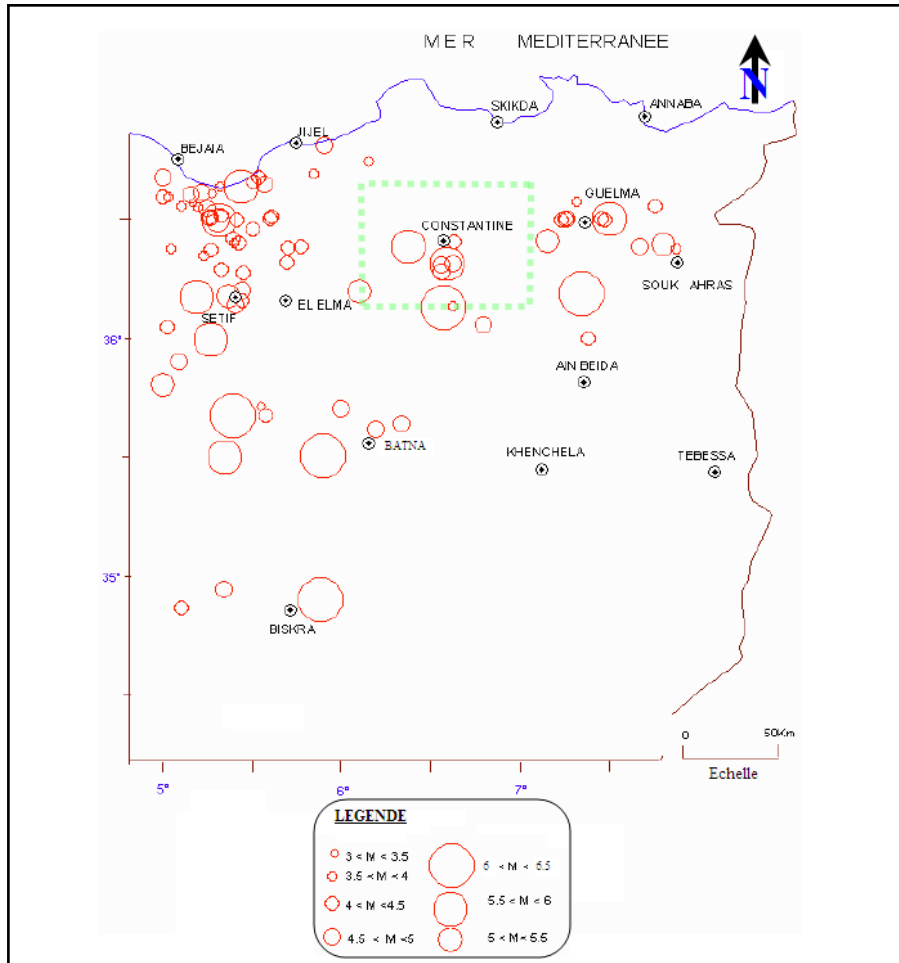 MER MEDITERRANEE
N
SKIKDA
ANNABA
JIJEL
BEJAIA
GUELMA
CONSTANTINE
SOUK AHRAS
SETIF
EL ELMA
36°
AIN BEIDA
BATNA
KHENCHELA
TEBESSA
35°
BISKRA
0 50Km
Echelle
5° 6° 7°
LEGENDE
3 < M < 3.5
3.5 < M < 4
4 < M < 4.5
4.5 < M < 5
6 < M < 6.5
5.5 < M < 6
5 < M < 5.5